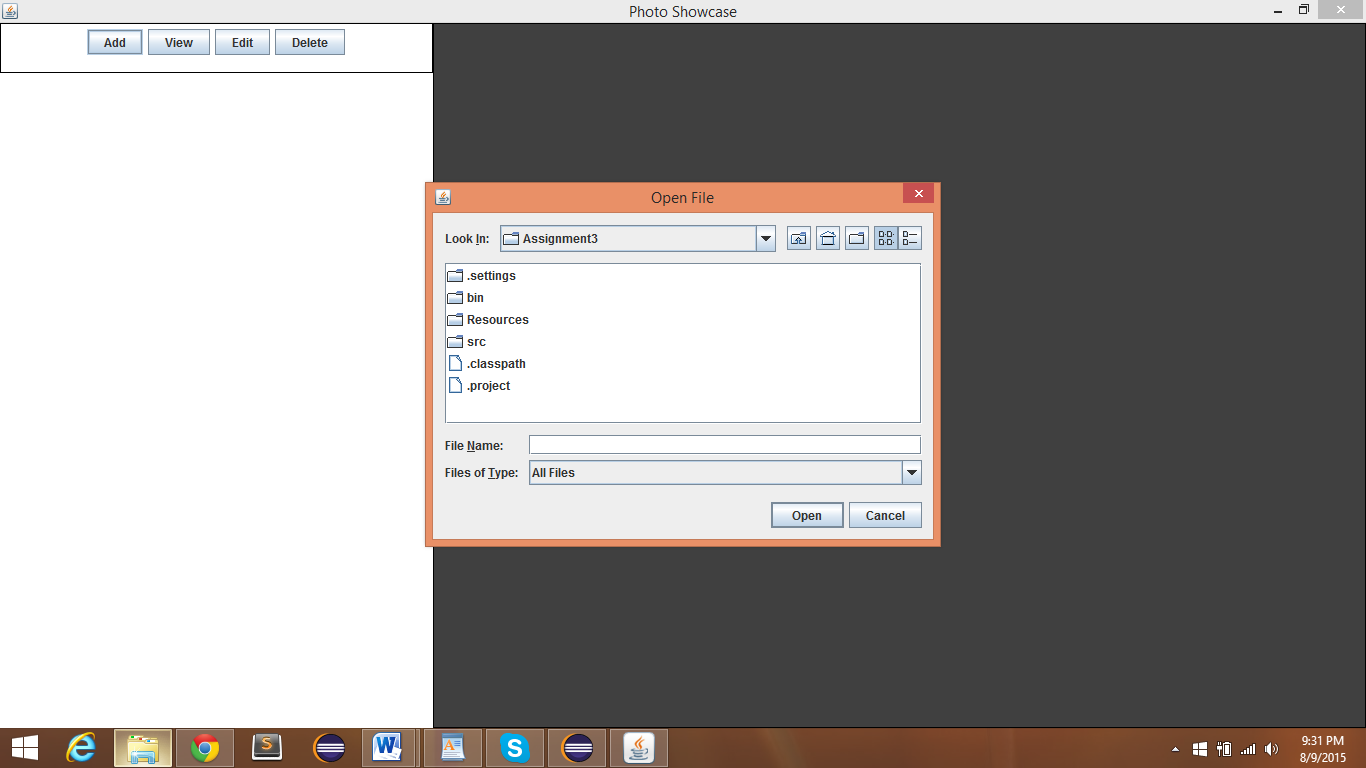 Photo Showcase
Add View Edit Delete
Open File
Look In: Assignment3
.settings
bin
Resources
src
.classpath
.project
File Name:
Files of Type: All Files
Open Cancel
9:31 PM
8/9/2015